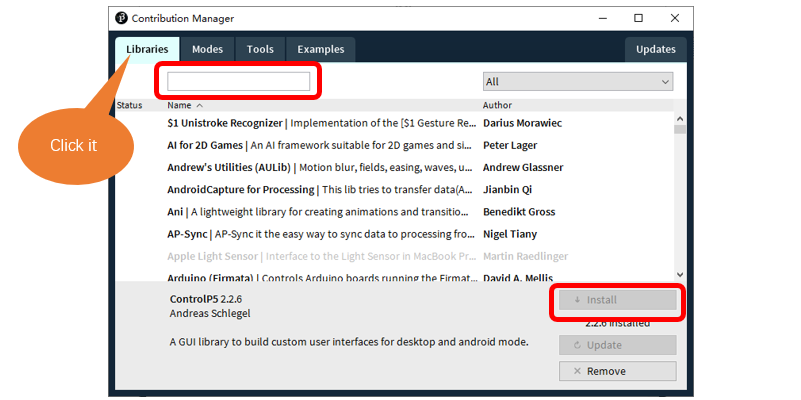 Contribution Manager
Libraries Modes Tools Examples Updates
All
Status Name Author
$1 Unistroke Recognizer | Implementation of the [$1 Gesture Re... Darius Morawiec
AI for 2D Games | An AI framework suitable for 2D games and si... Peter Lager
Andrew's Utilities (AULib) | Motion blur, fields, easing, waves, u... Andrew Glassner
AndroidCapture for Processing | This lib tries to transfer data(A... Jianbin Qi
Ani | A lightweight library for creating animations and transitio... Benedikt Gross
AP-Sync | AP-Sync it the easy way to sync data to processing fro... Nigel Tiany
Apple Light Sensor | Interface to the Light Sensor in MacBook Pr... Martin Raedlinger
Arduino (Firmata) | Controls Arduino boards running the Firmat... David A. Mellis
Click it
ControlP5 2.2.6
Andreas Schlegel
A GUI library to build custom user interfaces for desktop and android mode.
Install
2.2.6 installed
Update
Remove